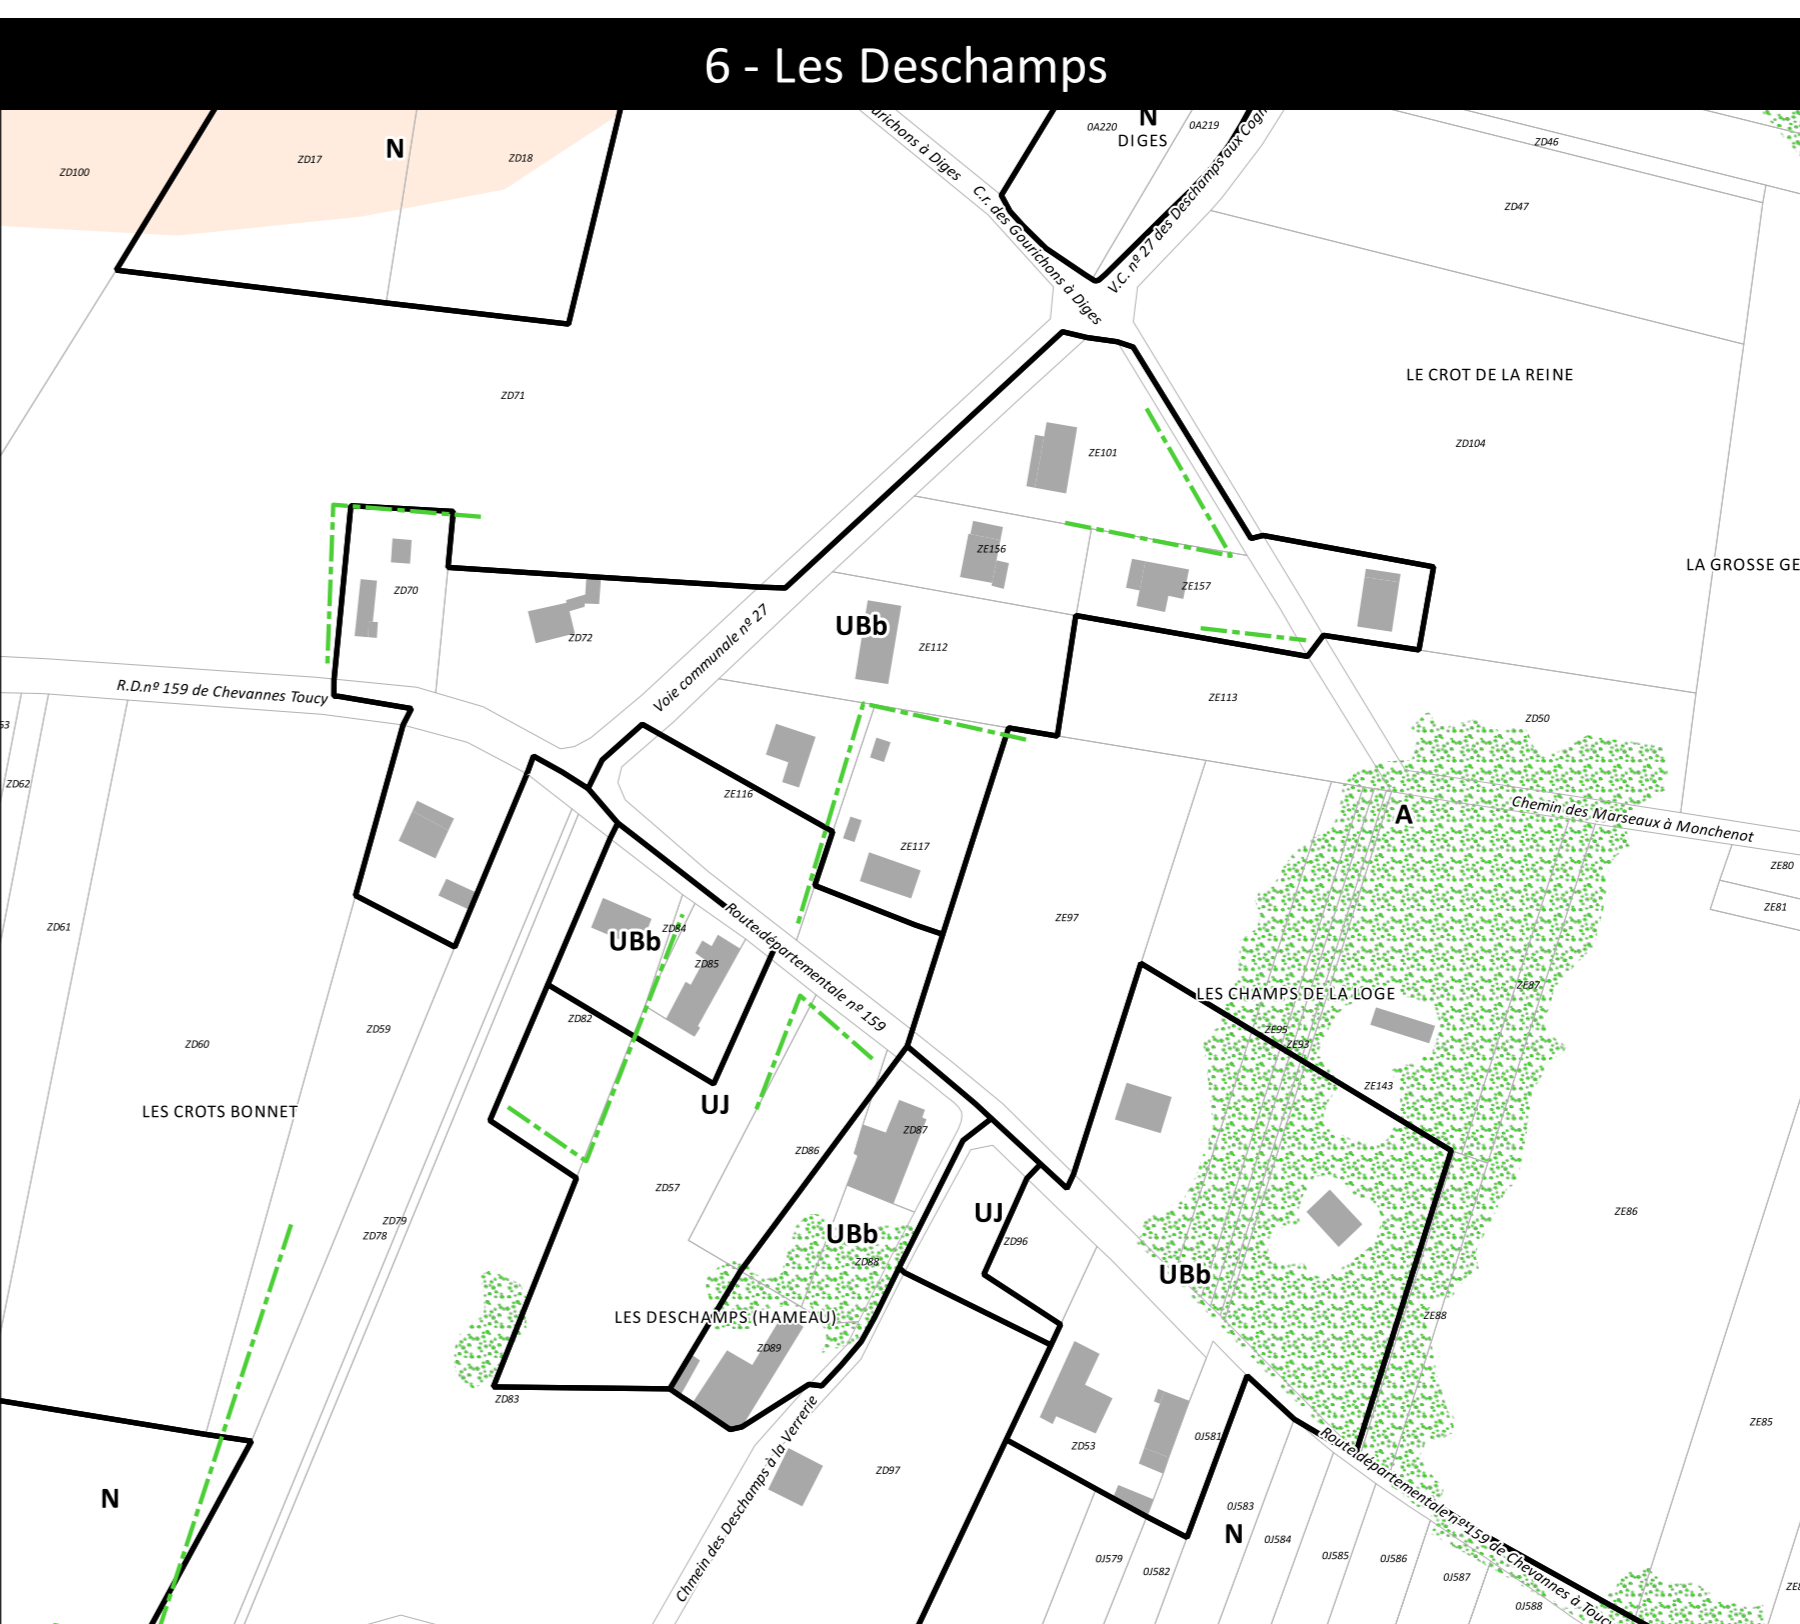 6 - Les Deschamps
N
DIGES
0A220
0A219
ZD46
ZD100
ZD17
N
ZD18
urichons à Diges
C.r. des Gourichons à Diges
V.C. nº 27 des Deschamps aux Cogn
ZD47
ZD71
LE CROT DE LA REINE
ZD104
ZE101
ZE156
ZE157
LA GROSSE GE
ZD70
ZD72
UBb
ZE112
Voie communale nº 27
R.D.nº 159 de Chevannes Toucy
ZE113
ZD50
53
ZD62
ZE116
ZE117
A
Chemin des Marseaux à Monchenot
ZE80
ZE81
ZD61
ZE97
UBb
ZD84
ZD85
Route départementale nº 159
LES CHAMPS DE LA LOGE
ZE87
ZE95
ZE93
ZD82
ZD59
ZD60
ZE143
LES CROTS BONNET
UJ
ZD87
ZD86
ZD57
ZD79
ZD78
UJ
ZD96
ZE86
UBb
ZD88
UBb
LES DESCHAMPS (HAMEAU)
ZE88
ZD89
ZD83
Chmein des Deschamps à la Verrerie
ZD53
0J581
ZE85
ZD97
N
0J583
N
0J584
0J579
0J582
0J585
0J586
0J587
0J588
Route départementale nº 159 de Chevannes à Toucy